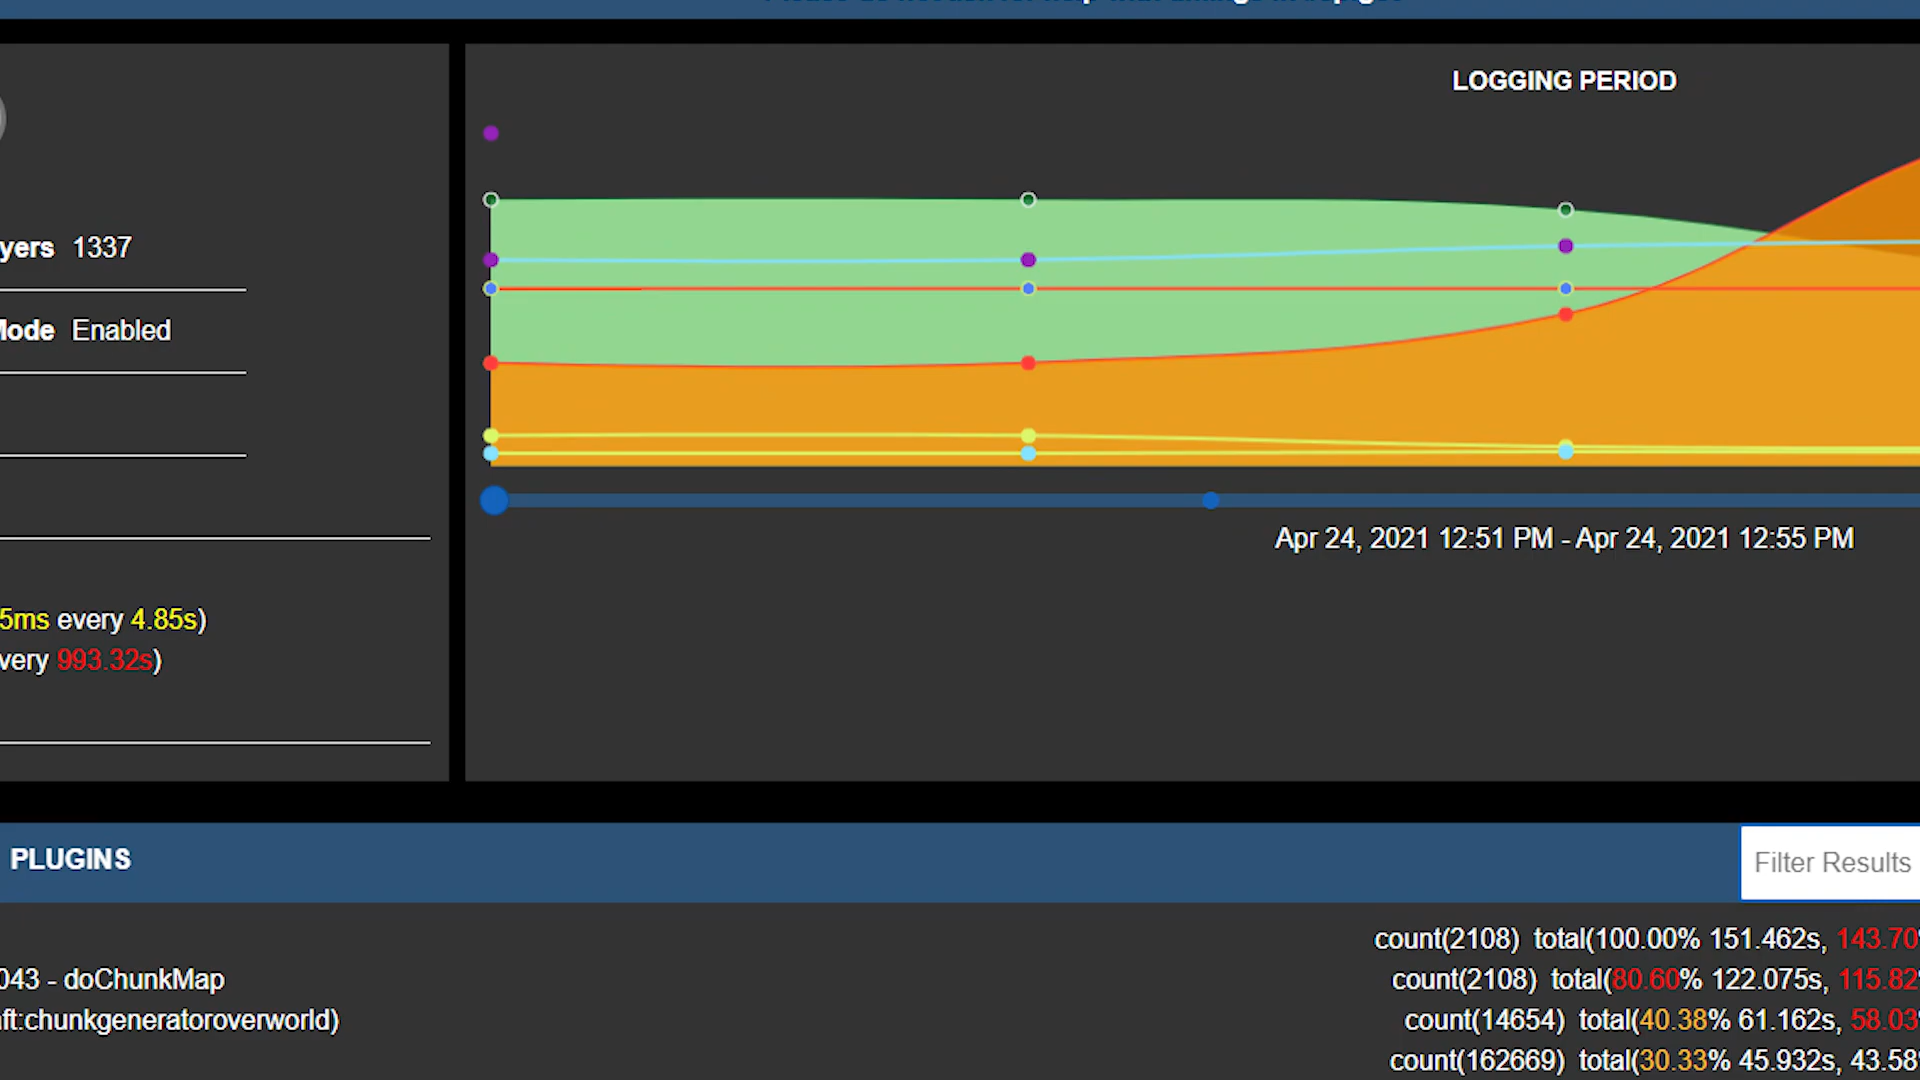 LOGGING PERIOD
yers 1337
Mode Enabled
Apr 24, 2021 12:51 PM - Apr 24, 2021 12:55 PM
5ms every 4.85s)
very 993.32s)
PLUGINS
Filter Results
count(2108) total(100.00% 151.462s, 143.70%
043 - doChunkMap
count(2108) total(80.60% 122.075s, 115.82
ft:chunkgeneratoroverworld)
count(14654) total(40.38% 61.162s, 58.03
count(162669) total(30.33% 45.932s, 43.58%